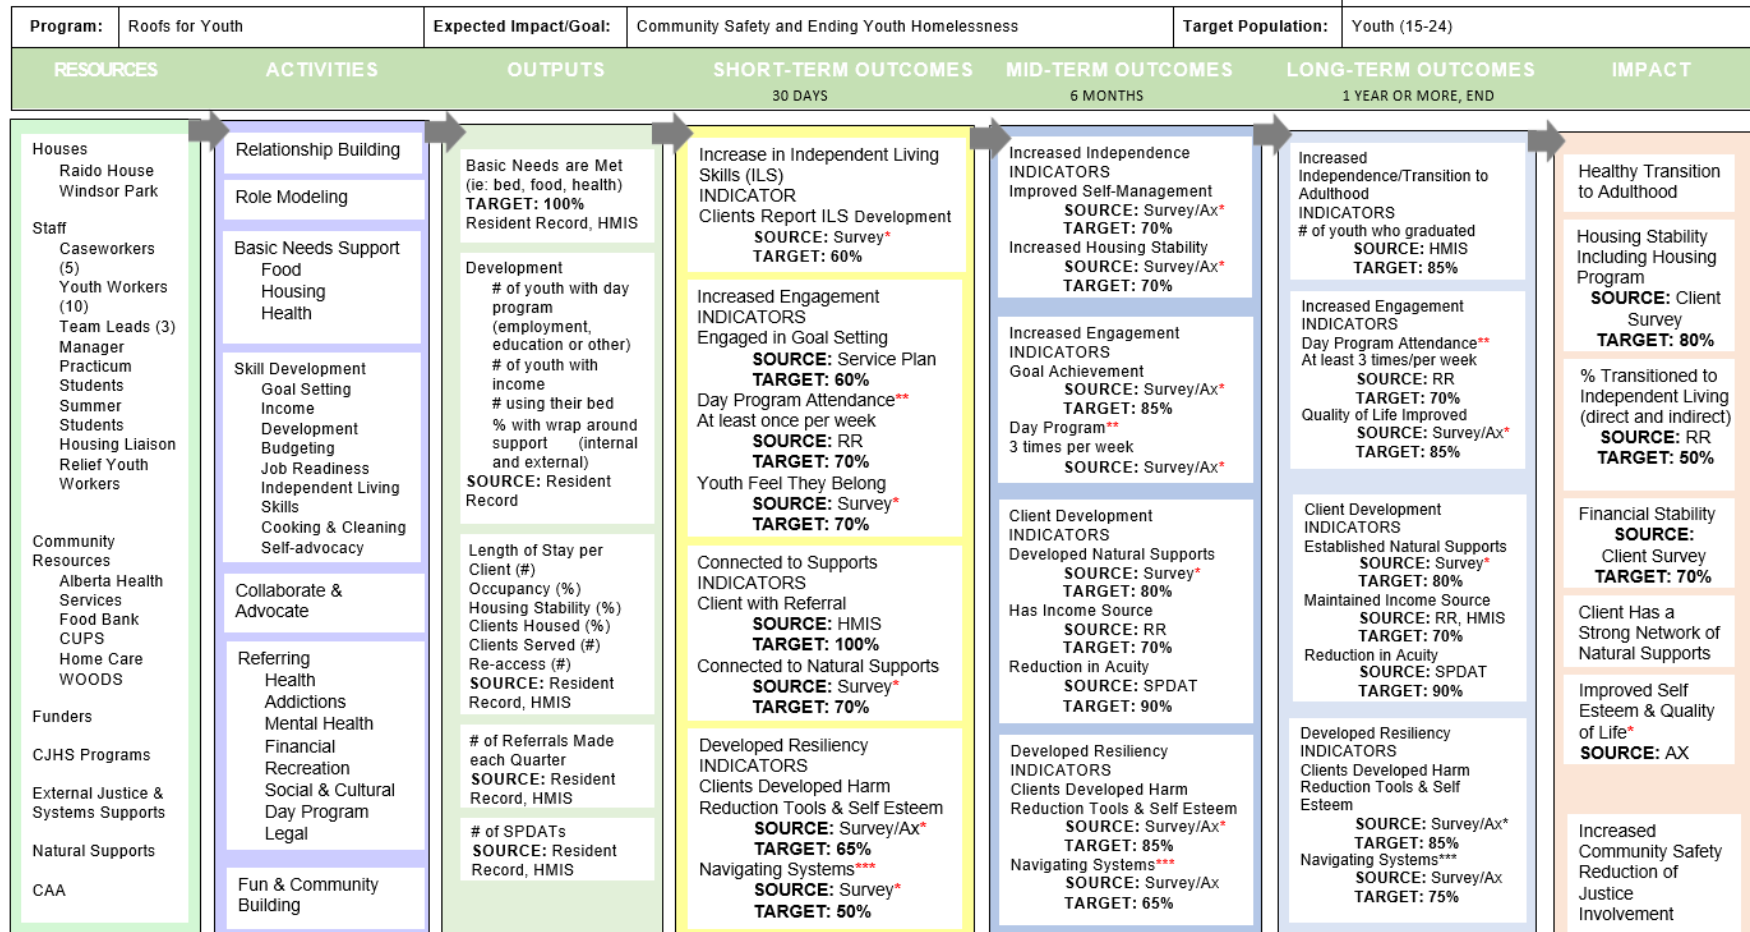 Program:
Roofs for Youth
Expected Impact/Goal:
Community Safety and Ending Youth Homelessness
Target Population:
Youth (15-24)
RESOURCES
ACTIVITIES
OUTPUTS
SHORT-TERM OUTCOMES
30 DAYS
MID-TERM OUTCOMES
6 MONTHS
LONG-TERM OUTCOMES
1 YEAR OR MORE, END
IMPACT
Houses
Raido House
Windsor Park
Staff
Caseworkers
(5)
Youth Workers
(10)
Team Leads (3)
Manager
Practicum
Students
Summer
Students
Housing Liaison
Relief Youth
Workers
Community
Resources
Alberta Health
Services
Food Bank
CUPS
Home Care
WOODS
Funders
CJHS Programs
External Justice &
Systems Supports
Natural Supports
CAA
Relationship Building
Role Modeling
Basic Needs Support
Food
Housing
Health
Skill Development
Goal Setting
Income
Development
Budgeting
Job Readiness
Independent Living
Skills
Cooking & Cleaning
Self-advocacy
Collaborate &
Advocate
Referring
Health
Addictions
Mental Health
Financial
Recreation
Social & Cultural
Day Program
Legal
Fun & Community
Building
Basic Needs are Met
(ie: bed, food, health)
TARGET: 100%
Resident Record, HMIS
Development
# of youth with day
program
(employment,
education or other)
# of youth with
income
# using their bed
% with wrap around
support (internal
and external)
SOURCE: Resident
Record
Length of Stay per
Client (#)
Occupancy (%)
Housing Stability (%)
Clients Housed (%)
Clients Served (#)
Re-access (#)
SOURCE: Resident
Record, HMIS
# of Referrals Made
each Quarter
SOURCE: Resident
Record, HMIS
# of SPDATs
SOURCE: Resident
Record, HMIS
Increase in Independent Living
Skills (ILS)
INDICATOR
Clients Report ILS Development
SOURCE: Survey*
TARGET: 60%
Increased Engagement
INDICATORS
Engaged in Goal Setting
SOURCE: Service Plan
TARGET: 60%
Day Program Attendance**
At least once per week
SOURCE: RR
TARGET: 70%
Youth Feel They Belong
SOURCE: Survey*
TARGET: 70%
Connected to Supports
INDICATORS
Client with Referral
SOURCE: HMIS
TARGET: 100%
Connected to Natural Supports
SOURCE: Survey*
TARGET: 70%
Developed Resiliency
INDICATORS
Clients Developed Harm
Reduction Tools & Self Esteem
SOURCE: Survey/Ax*
TARGET: 65%
Navigating Systems***
SOURCE: Survey*
TARGET: 50%
Increased Independence
INDICATORS
Improved Self-Management
SOURCE: Survey/Ax*
TARGET: 70%
Increased Housing Stability
SOURCE: Survey/Ax*
TARGET: 70%
Increased Engagement
INDICATORS
Goal Achievement
SOURCE: Survey/Ax*
TARGET: 85%
Day Program**
3 times per week
SOURCE: Survey/Ax*
Client Development
INDICATORS
Developed Natural Supports
SOURCE: Survey*
TARGET: 80%
Has Income Source
SOURCE: RR
TARGET: 70%
Reduction in Acuity
SOURCE: SPDAT
TARGET: 90%
Developed Resiliency
INDICATORS
Clients Developed Harm
Reduction Tools & Self Esteem
SOURCE: Survey/Ax*
TARGET: 85%
Navigating Systems***
SOURCE: Survey/Ax
TARGET: 65%
Increased
Independence/Transition to
Adulthood
INDICATORS
# of youth who graduated
SOURCE: HMIS
TARGET: 85%
Increased Engagement
INDICATORS
Day Program Attendance**
At least 3 times/per week
SOURCE: RR
TARGET: 70%
Quality of Life Improved
SOURCE: Survey/Ax*
TARGET: 85%
Client Development
INDICATORS
Established Natural Supports
SOURCE: Survey*
TARGET: 80%
Maintained Income Source
SOURCE: RR, HMIS
TARGET: 70%
Reduction in Acuity
SOURCE: SPDAT
TARGET: 90%
Developed Resiliency
INDICATORS
Clients Developed Harm
Reduction Tools & Self
Esteem
SOURCE: Survey/Ax*
TARGET: 85%
Navigating Systems***
SOURCE: Survey/Ax
TARGET: 75%
Healthy Transition
to Adulthood
Housing Stability
Including Housing
Program
SOURCE: Client
Survey
TARGET: 80%
% Transitioned to
Independent Living
(direct and indirect)
SOURCE: RR
TARGET: 50%
Financial Stability
SOURCE:
Client Survey
TARGET: 70%
Client Has a
Strong Network of
Natural Supports
Improved Self
Esteem & Quality
of Life*
SOURCE: AX
Increased
Community Safety
Reduction of
Justice
Involvement